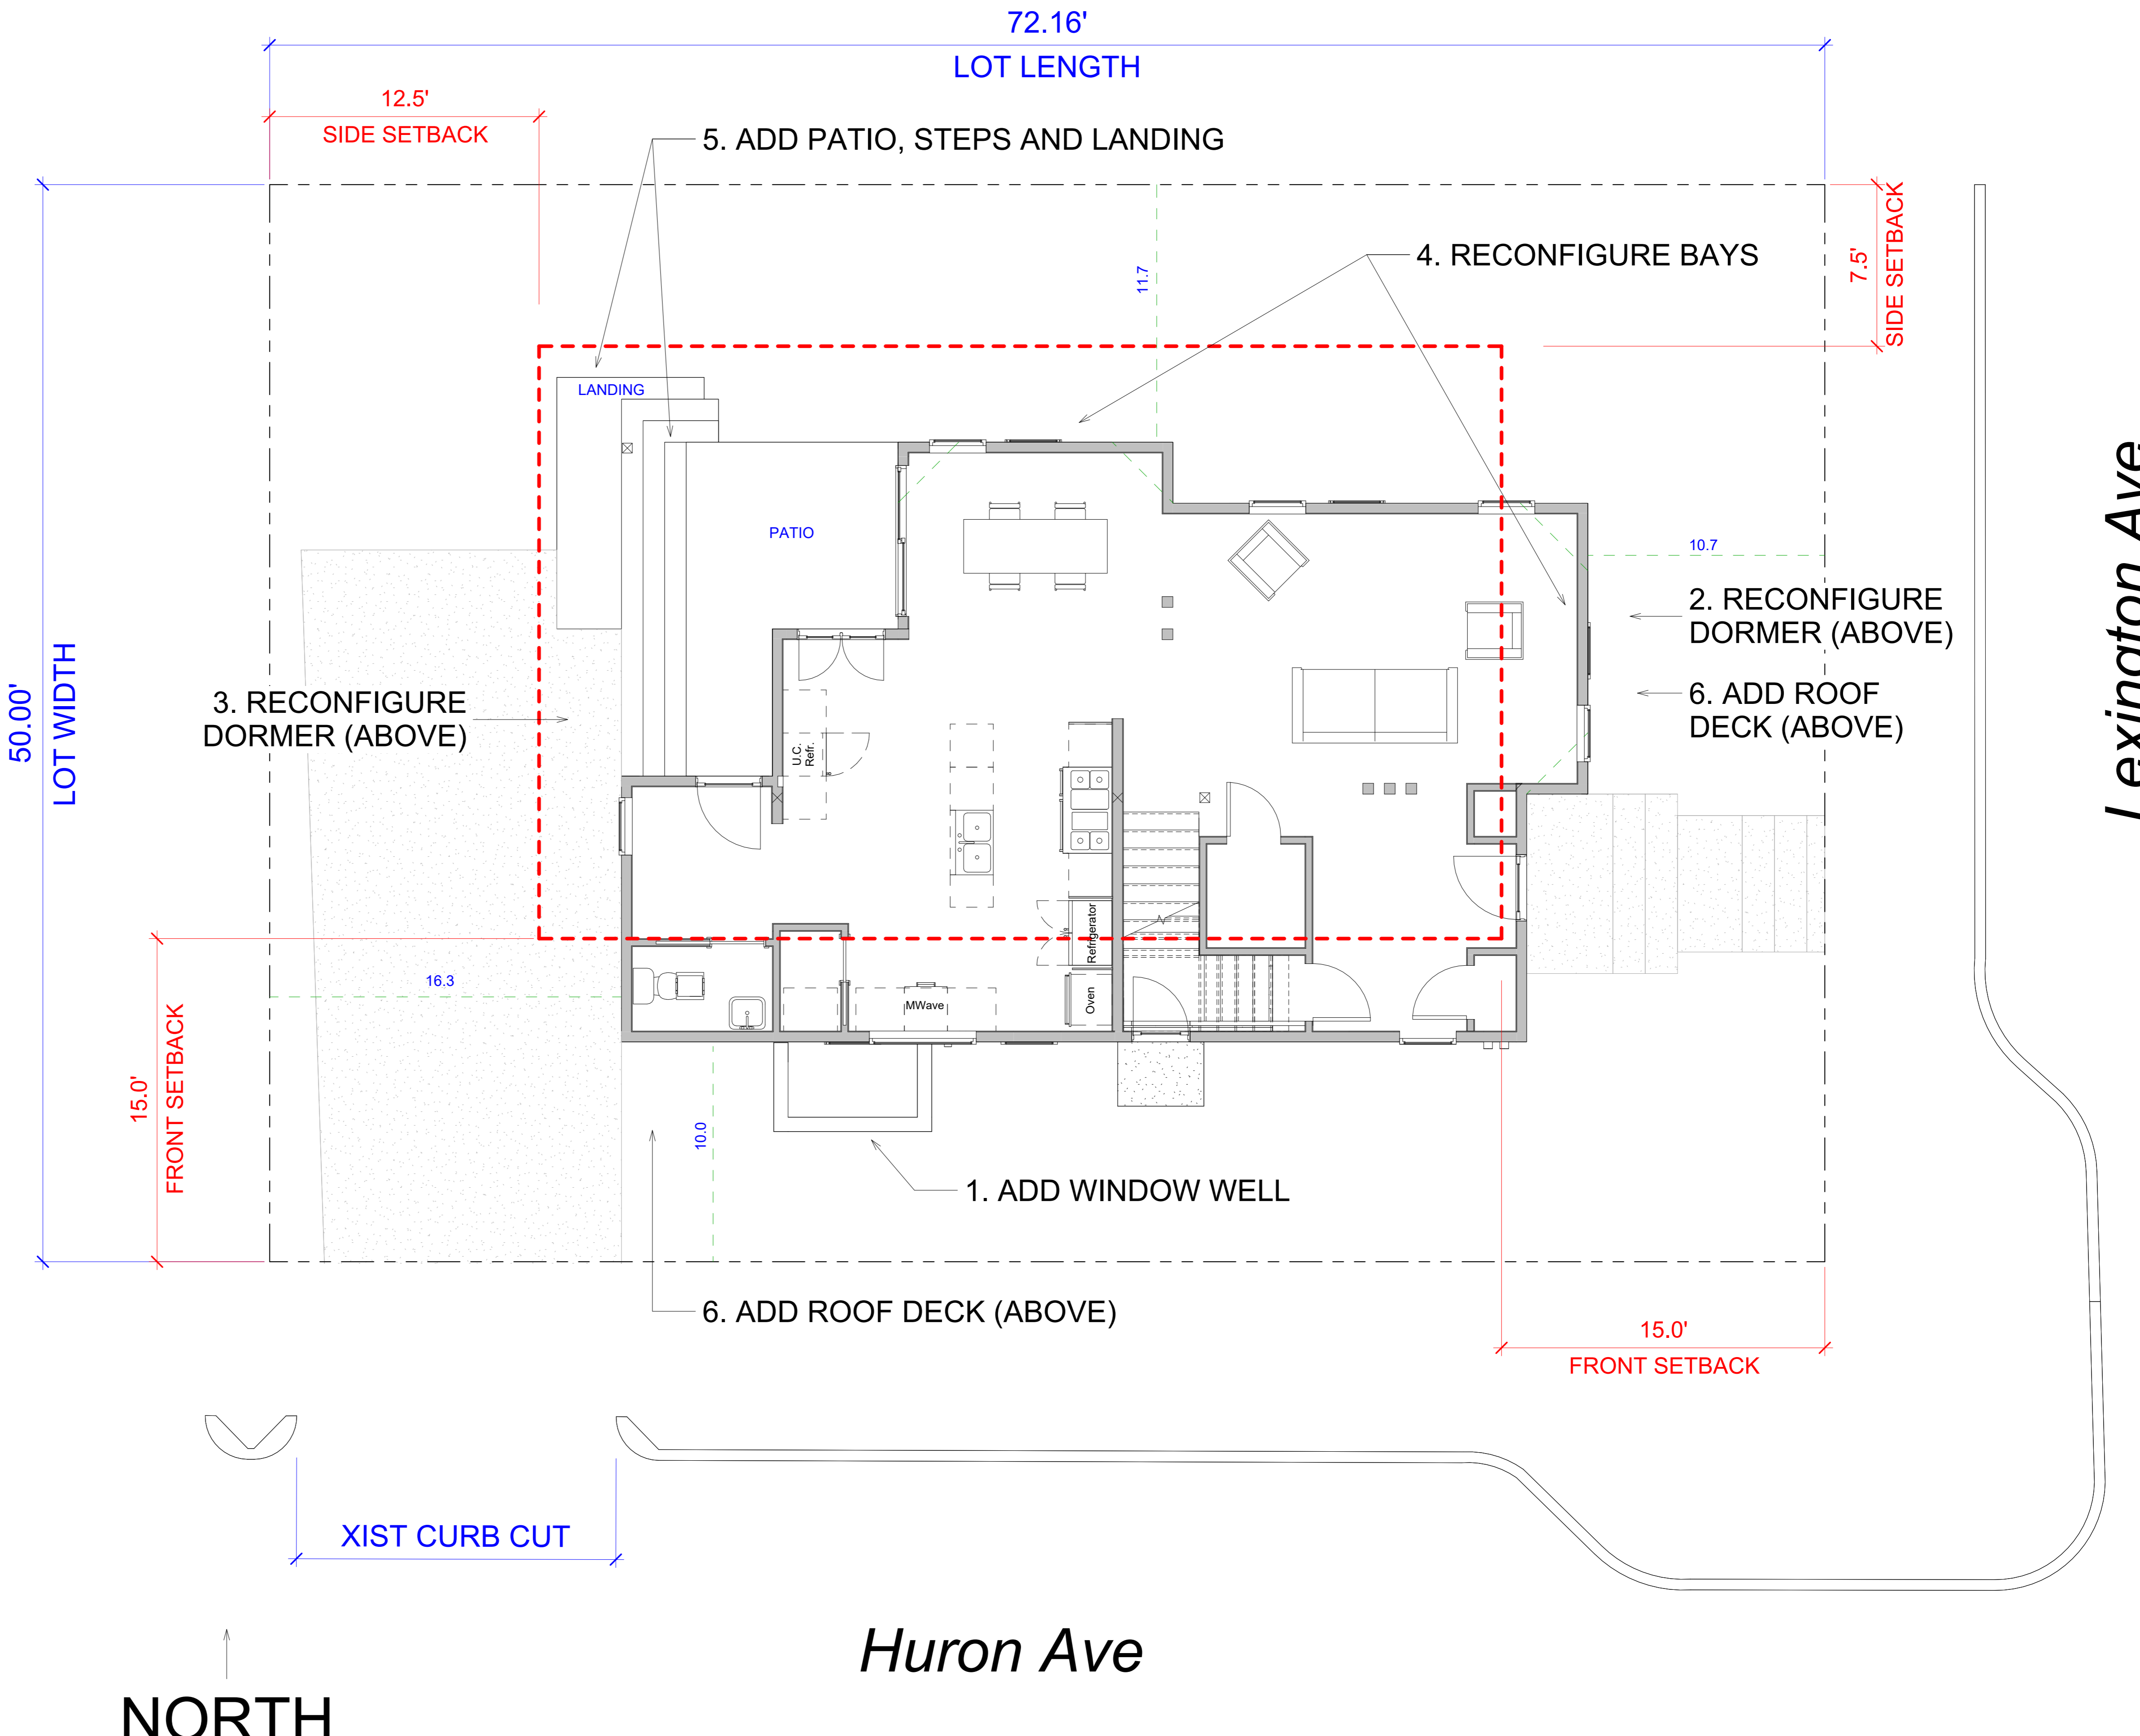 72.16'
LOT LENGTH
12.5'
SIDE SETBACK
5. ADD PATIO, STEPS AND LANDING
7.5'
SIDE SETBACK
4. RECONFIGURE BAYS
11.7
LANDING
PATIO
10.7
Lexington Ave
2. RECONFIGURE
DORMER (ABOVE)
6. ADD ROOF
DECK (ABOVE)
50.00'
LOT WIDTH
3. RECONFIGURE
DORMER (ABOVE)
U.C.
Refr.
Refrigerator
Oven
MWave
16.3
15.0'
FRONT SETBACK
10.0
1. ADD WINDOW WELL
6. ADD ROOF DECK (ABOVE)
15.0'
FRONT SETBACK
XIST CURB CUT
Huron Ave
NORTH